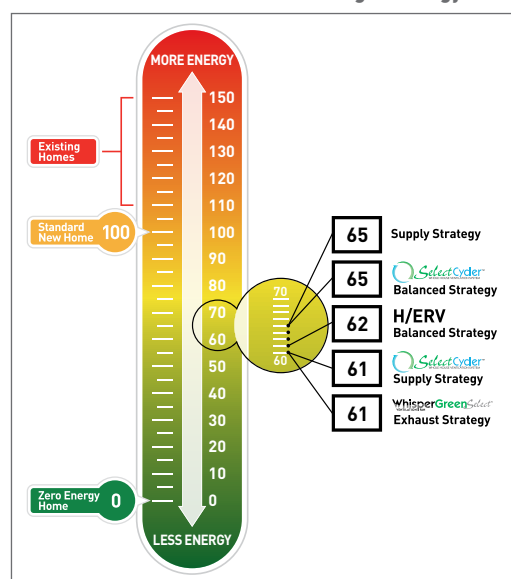 MORE ENERGY
150
140
130
120
110
100
90
80
70
60
50
40
30
20
10
0
LESS ENERGY
Existing
Homes
Standard
New Home
100
Zero Energy
Home
0
70
60
65
Supply Strategy
65
SelectCycler
Balanced Strategy
62
H/ERV
Balanced Strategy
61
SelectCycler
Supply Strategy
61
WhisperGreenSelect
Exhaust Strategy